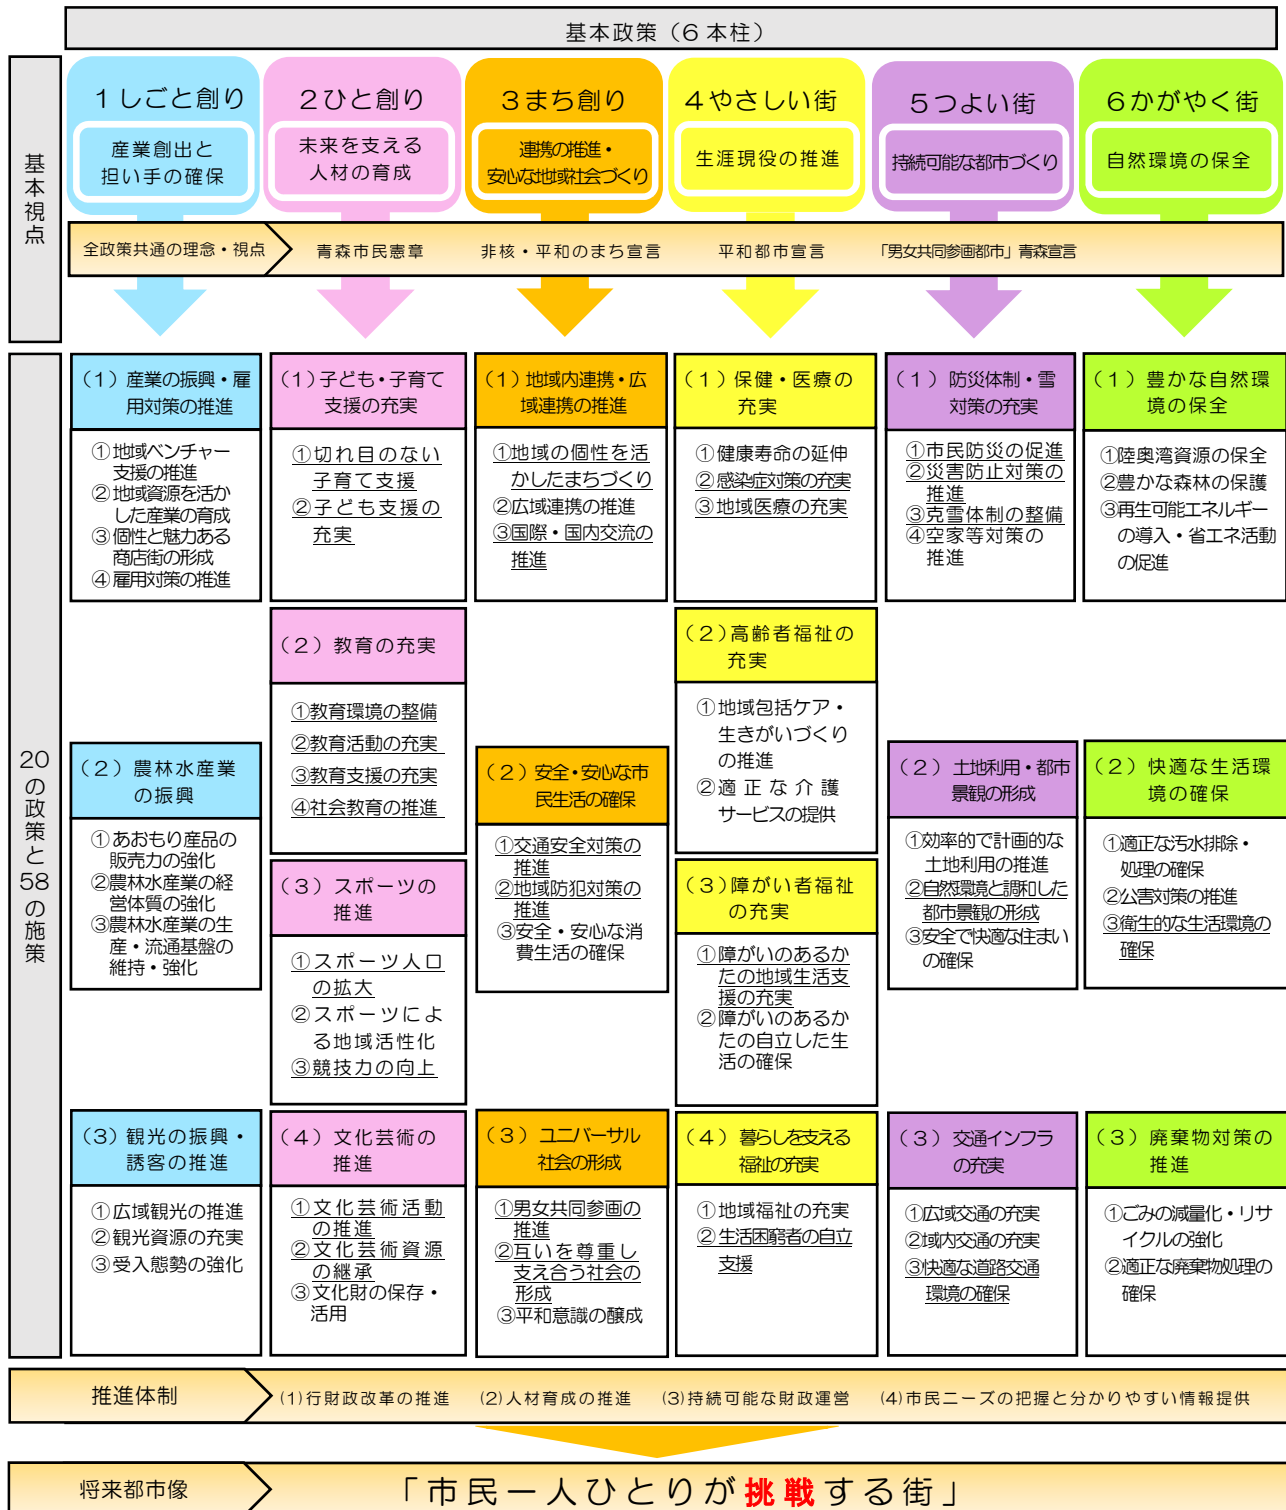 基本政策（6本柱）
基本視点
1しごと創り
産業創出と
担い手の確保
2ひと創り
未来を支える
人材の育成
3まち創り
連携の推進・
安心な地域社会づくり
4やさしい街
生涯現役の推進
5つよい街
持続可能な都市づくり
6かがやく街
自然環境の保全
全政策共通の理念・視点
青森市民憲章
非核・平和のまち宣言
平和都市宣言
「男女共同参画都市」青森宣言
20の政策と58の施策
（1）産業の振興・雇
用対策の推進
①地域ベンチャー
支援の推進
②地域資源を活か
した産業の育成
③個性と魅力ある
商店街の形成
④雇用対策の推進
（2）農林水産業
の振興
①あおもり産品の
販売力の強化
②農林水産業の経
営体質の強化
③農林水産業の生
産・流通基盤の
維持・強化
（3）観光の振興・
誘客の推進
①広域観光の推進
②観光資源の充実
③受入態勢の強化
（1）子ども・子育て
支援の充実
①切れ目のない
子育て支援
②子ども支援の
充実
（2）教育の充実
①教育環境の整備
②教育活動の充実
③教育支援の充実
④社会教育の推進
（3）スポーツの
推進
①スポーツ人口
の拡大
②スポーツによ
る地域活性化
③競技力の向上
（4）文化芸術の
推進
①文化芸術活動
の推進
②文化芸術資源
の継承
③文化財の保存・
活用
（1）地域内連携・広
域連携の推進
①地域の個性を活
かしたまちづくり
②広域連携の推進
③国際・国内交流の
推進
（2）安全・安心な市
民生活の確保
①交通安全対策の
推進
②地域防犯対策の
推進
③安全・安心な消
費生活の確保
（3）ユニバーサル
社会の形成
①男女共同参画の
推進
②互いを尊重し
支え合う社会の
形成
③平和意識の醸成
（1）保健・医療の
充実
①健康寿命の延伸
②感染症対策の充実
③地域医療の充実
（2）高齢者福祉の
充実
①地域包括ケア・
生きがいづくり
の推進
②適正な介護
サービスの提供
（3）障がい者福祉
の充実
①障がいのあるか
たの地域生活支
援の充実
②障がいのあるか
たの自立した生
活の確保
（4）暮らしを支える
福祉の充実
①地域福祉の充実
②生活困窮者の自立
支援
（1）防災体制・雪
対策の充実
①市民防災の促進
②災害防止対策の
推進
③克雪体制の整備
④空家等対策の
推進
（2）土地利用・都市
景観の形成
①効率的で計画的な
土地利用の推進
②自然環境と調和した
都市景観の形成
③安全で快適な住まい
の確保
（3）交通インフラ
の充実
①広域交通の充実
②域内交通の充実
③快適な道路交通
環境の確保
（1）豊かな自然環
境の保全
①陸奥湾資源の保全
②豊かな森林の保護
③再生可能エネルギー
の導入・省エネ活動
の促進
（2）快適な生活環
境の確保
①適正な汚水排除・
処理の確保
②公害対策の推進
③衛生的な生活環境の
確保
（3）廃棄物対策の
推進
①ごみの減量化・リサ
イクルの強化
②適正な廃棄物処理の
確保
推進体制
(1)行財政改革の推進 (2)人材育成の推進 (3)持続可能な財政運営 (4)市民ニーズの把握と分かりやすい情報提供
将来都市像
「市民一人ひとりが挑戦する街」